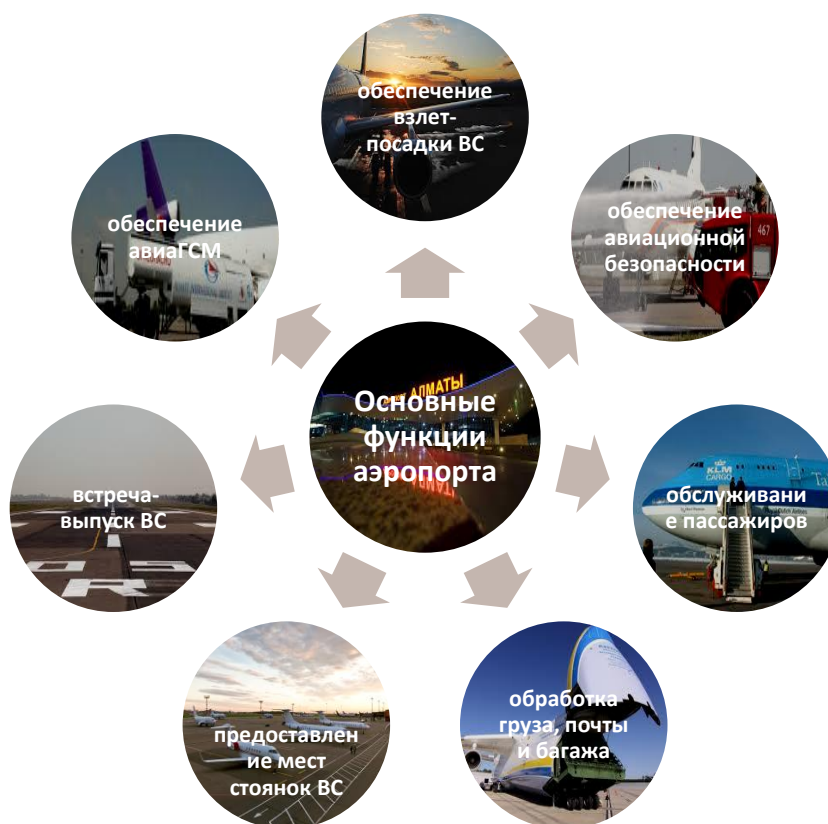 обеспечение
взлет-
посадки ВС
обеспечение
авиационной
безопасности
467
обслуживани
е пассажиров
KLM
CARGO
обработка
груза, почты
и багажа
предоставлен
ие мест
стоянок ВС
встреча-
выпуск ВС
обеспечение
авиаГСМ
АЛМАТЫ
Основные
функции
аэропорта